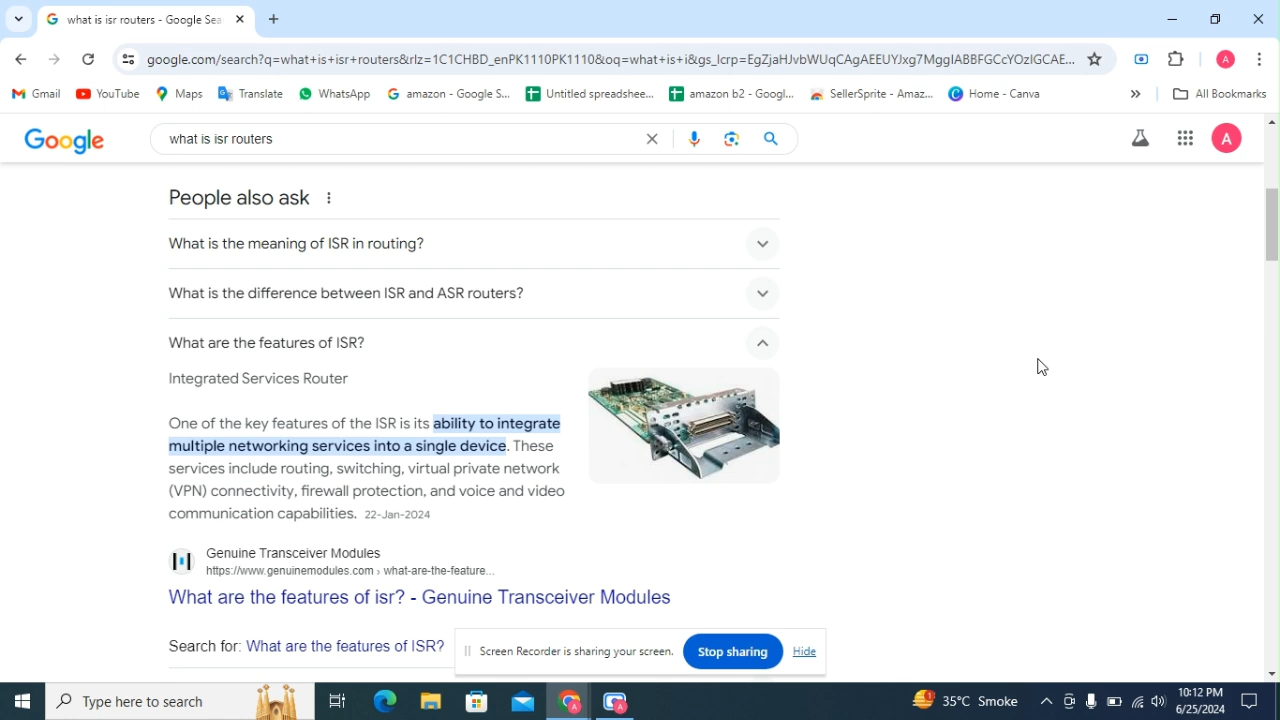 what is isr routers - Google Sea
google.com/search?q=what+is+isr+routers&rlz=1C1CHBD_enPK1110PK1110&oq=what+is+i&gs_lcrp=EgZjaHJvbWUqCAgAEEUYJxg7MggIABBFGCcYOzIGCAE...
Gmail YouTube Maps Translate WhatsApp amazon - Google S... Untitled spreadshee... amazon b2 - Googl... SellerSprite - Amaz... Home - Canva » All Bookmarks
Google what is isr routers A
People also ask
What is the meaning of ISR in routing?
What is the difference between ISR and ASR routers?
What are the features of ISR?
Integrated Services Router
One of the key features of the ISR is its ability to integrate
multiple networking services into a single device. These
services include routing, switching, virtual private network
(VPN) connectivity, firewall protection, and voice and video
communication capabilities. 22-Jan-2024
Genuine Transceiver Modules
https://www.genuinemodules.com › what-are-the-feature...
What are the features of isr? - Genuine Transceiver Modules
Search for: What are the features of ISR?
Screen Recorder is sharing your screen. Stop sharing Hide
Type here to search 35°C Smoke 10:12 PM
6/25/2024